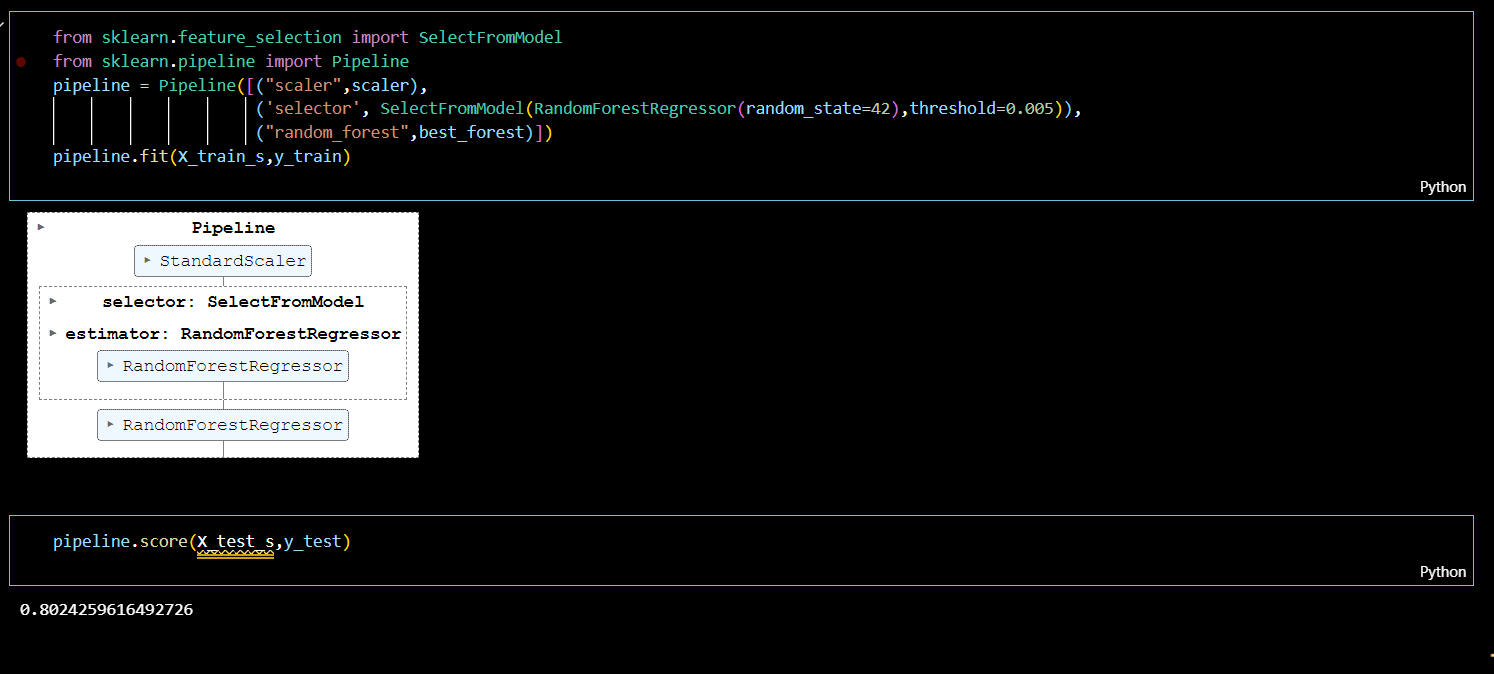 from sklearn.feature_selection import SelectFromModel
from sklearn.pipeline import Pipeline
pipeline = Pipeline([("scaler",scaler),
('selector', SelectFromModel(RandomForestRegressor(random_state=42),threshold=0.005)),
("random_forest",best_forest)])
pipeline.fit(X_train_s,y_train)
Python
Pipeline
StandardScaler
selector: SelectFromModel
estimator: RandomForestRegressor
RandomForestRegressor
RandomForestRegressor
pipeline.score(X_test_s,y_test)
Python
0.8024259616492726